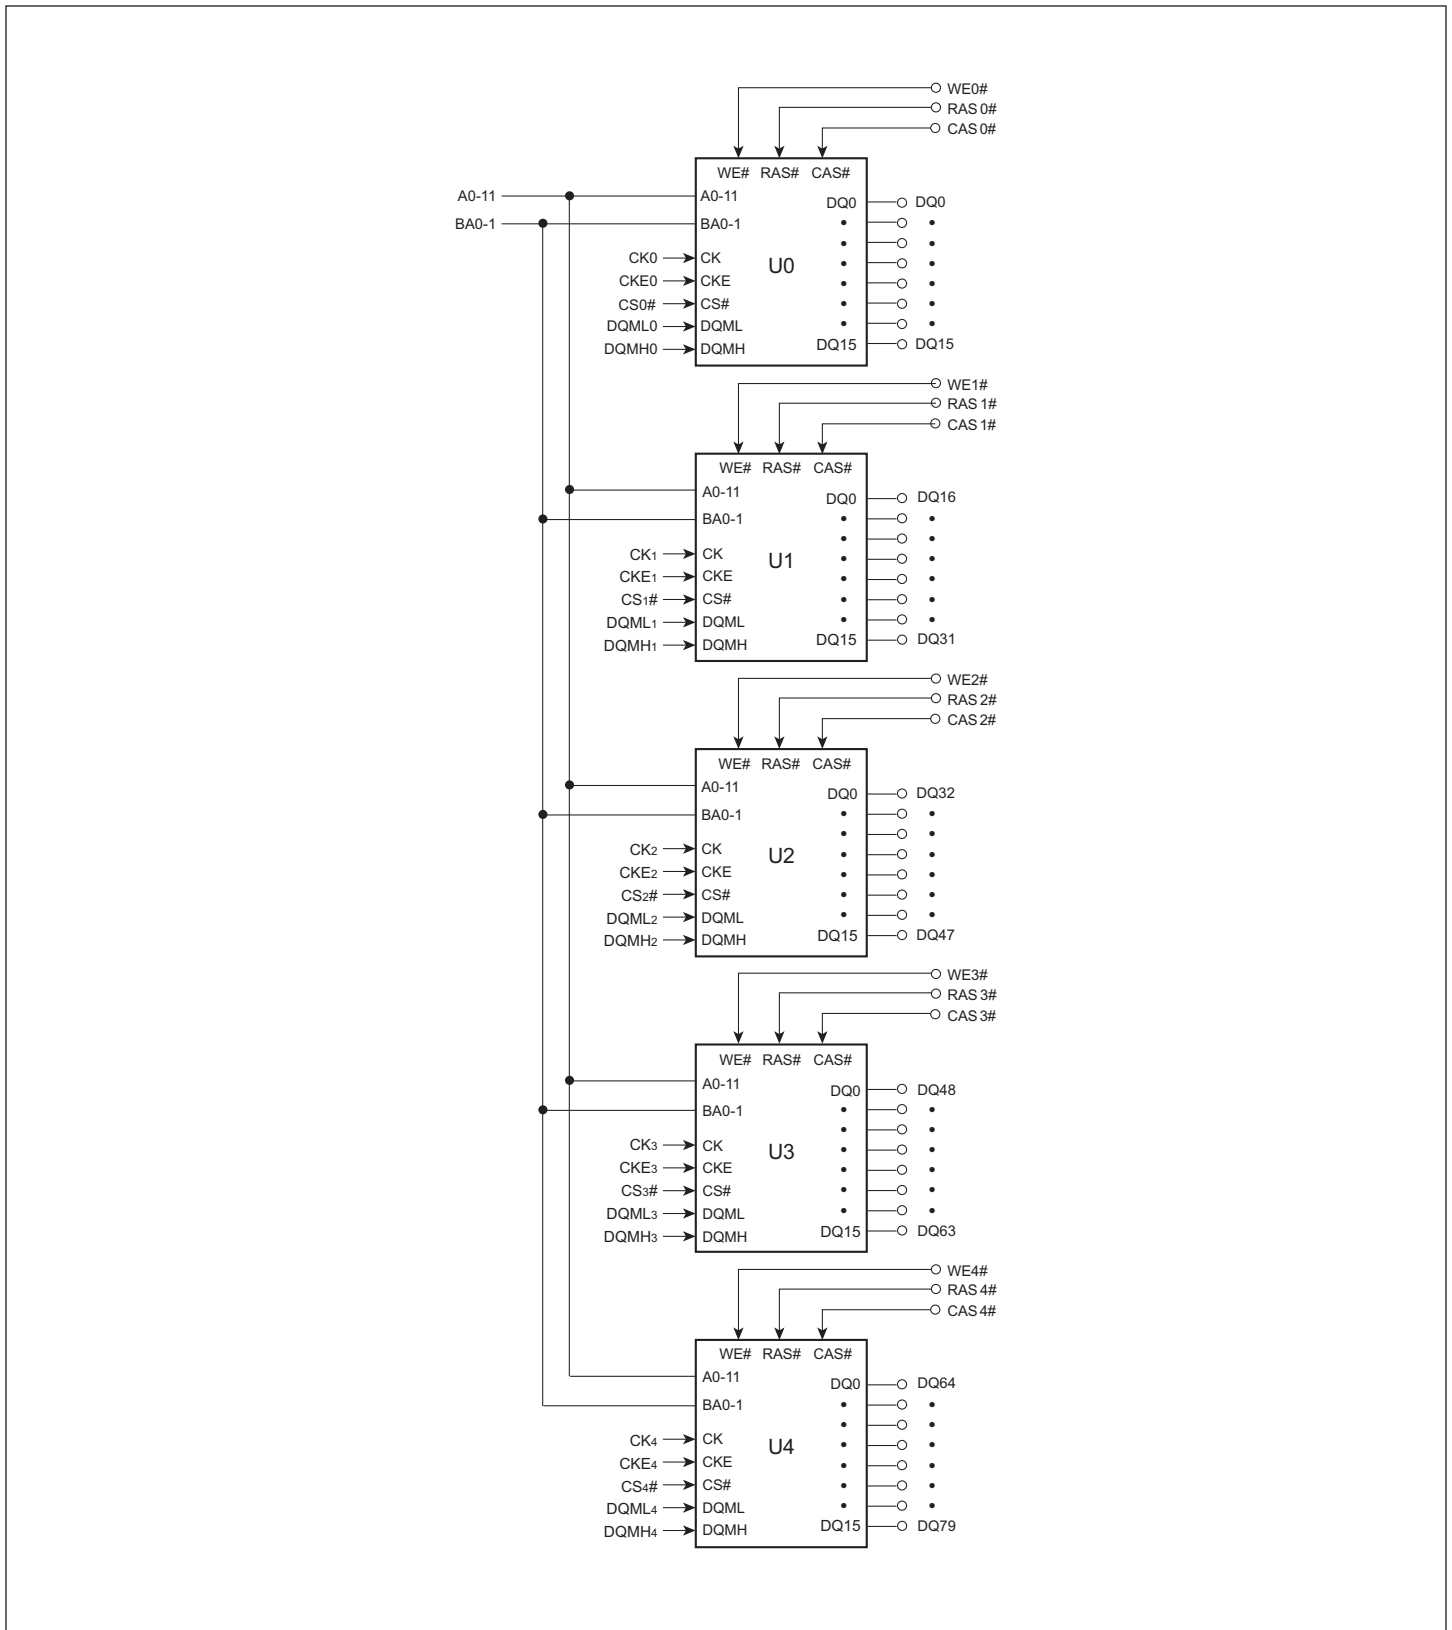 WE0#
RAS 0#
CAS 0#
WE# RAS# CAS#
A0-11 A0-11 DQ0 DQ0
BA0-1 BA0-1
CK0 CK
U0
CKE0 CKE
CS0# CS#
DQML0 DQML
DQMH0 DQMH DQ15 DQ15
WE1#
RAS 1#
CAS 1#
WE# RAS# CAS#
A0-11 DQ0 DQ16
BA0-1
CK1 CK
U1
CKE1 CKE
CS1# CS#
DQML1 DQML
DQMH1 DQMH DQ15 DQ31
WE2#
RAS 2#
CAS 2#
WE# RAS# CAS#
A0-11 DQ0 DQ32
BA0-1
CK2 CK
U2
CKE2 CKE
CS2# CS#
DQML2 DQML
DQMH2 DQMH DQ15 DQ47
WE3#
RAS 3#
CAS 3#
WE# RAS# CAS#
A0-11 DQ0 DQ48
BA0-1
CK3 CK
U3
CKE3 CKE
CS3# CS#
DQML3 DQML
DQMH3 DQMH DQ15 DQ63
WE4#
RAS 4#
CAS 4#
WE# RAS# CAS#
A0-11 DQ0 DQ64
BA0-1
CK4 CK
U4
CKE4 CKE
CS4# CS#
DQML4 DQML
DQMH4 DQMH DQ15 DQ79